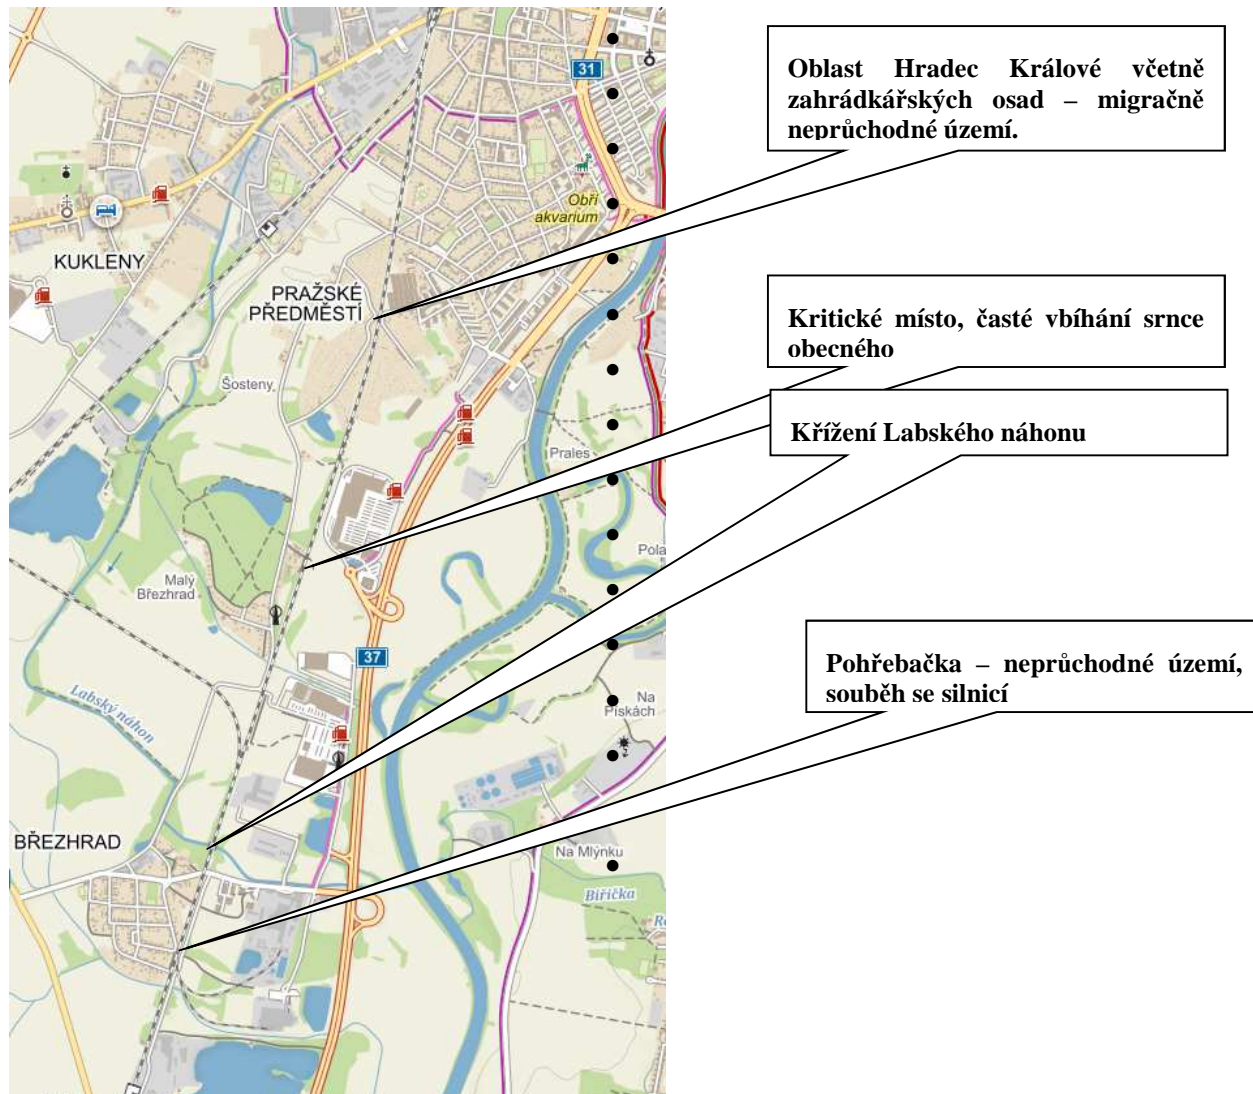 31
Obří
akvarium
KUKLENY
PRAŽSKÉ
PŘEDMĚSTÍ
Šosteny
Prales
Malý
Březhrad
37
Labský náhon
Na
Pískách
BŘEZHRAD
Na Mlýnku
Biřička
Oblast Hradec Králové včetně
zahrádkářských osad – migračně
neprůchodné území.
Kritické místo, časté vbíhání srnce
obecného
Křížení Labského náhonu
Pohřebačka – neprůchodné území,
souběh se silnicí